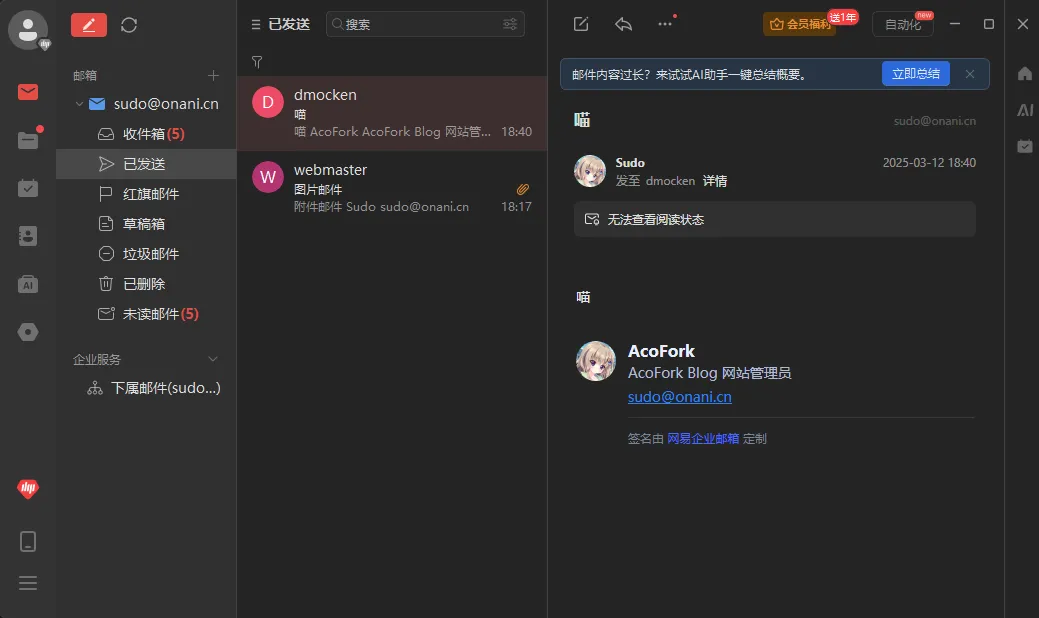 已发送
搜索
会员福利
送1年
自动化
new
邮箱
sudo@onani.cn
收件箱(5)
已发送
红旗邮件
草稿箱
垃圾邮件
已删除
未读邮件(5)
企业服务
下属邮件(sudo...)
AI
D
dmocken
喵
喵 AcoFork AcoFork Blog 网站管... 18:40
W
webmaster
图片邮件
附件邮件 Sudo sudo@onani.cn 18:17
邮件内容过长？来试试AI助手一键总结概要。
立即总结
喵
sudo@onani.cn
Sudo
2025-03-12 18:40
发至 dmocken 详情
无法查看阅读状态
喵
AcoFork
AcoFork Blog 网站管理员
sudo@onani.cn
签名由 网易企业邮箱 定制
AI